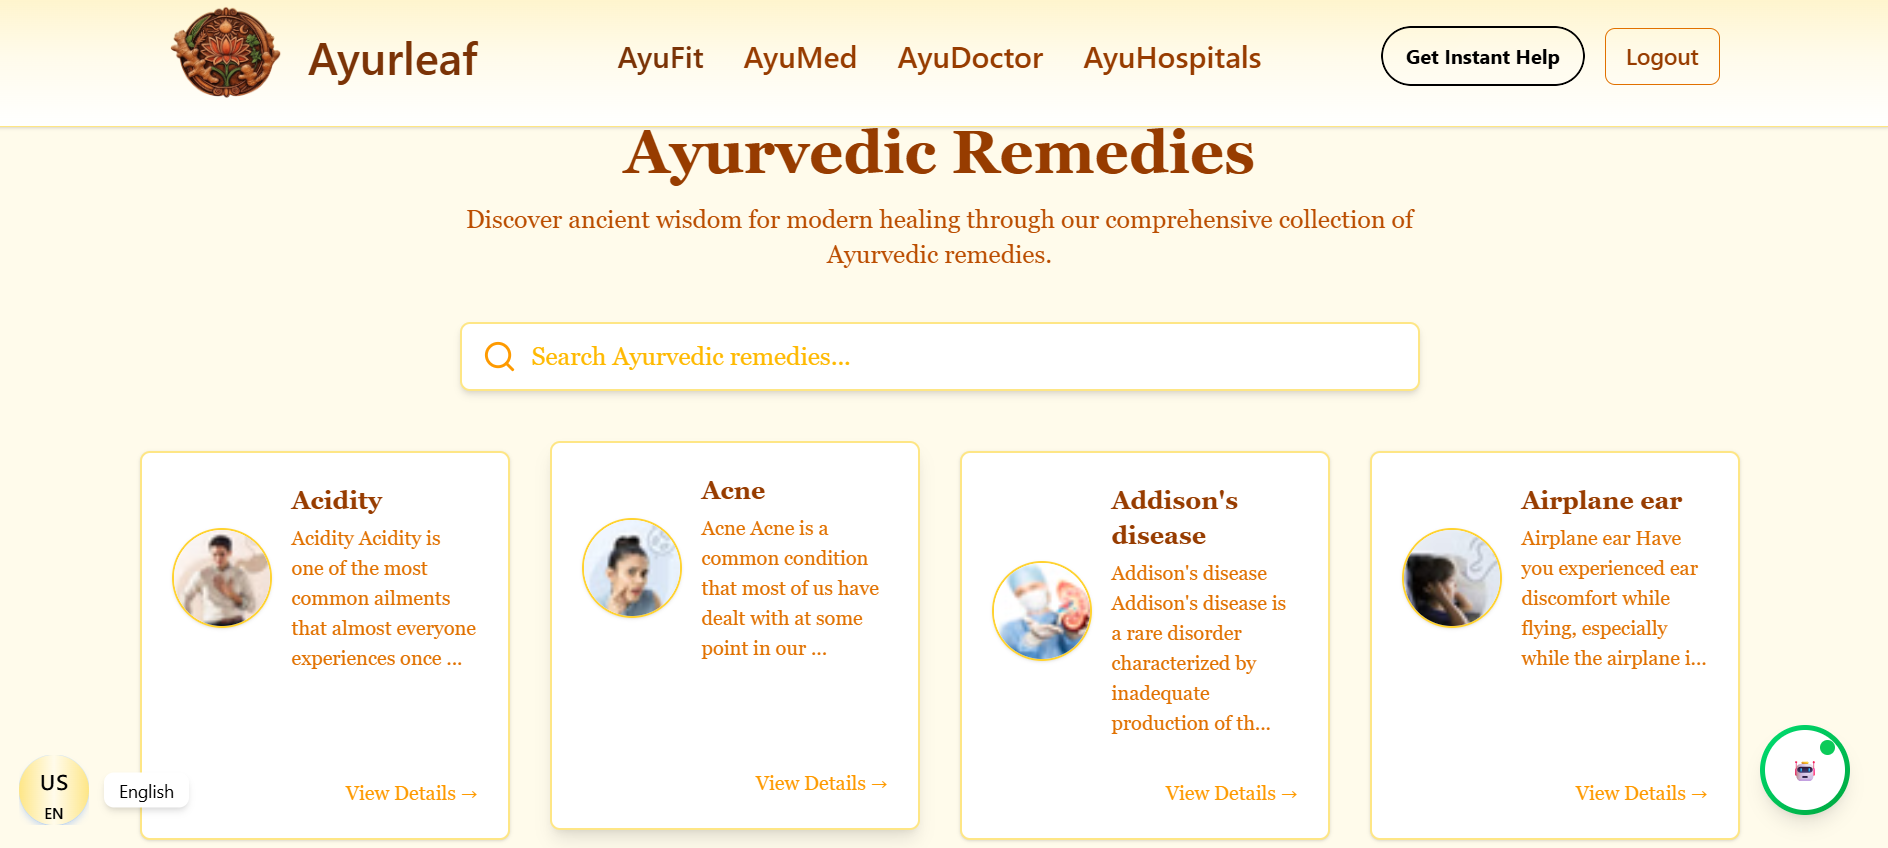 Ayurleaf
AyuFit
AyuMed
AyuDoctor
AyuHospitals
Get Instant Help
Logout
Ayurvedic Remedies
Discover ancient wisdom for modern healing through our comprehensive collection of
Ayurvedic remedies.
Search Ayurvedic remedies...
Acidity
Acidity Acidity is
one of the most
common ailments
that almost everyone
experiences once ...
View Details →
Acne
Acne Acne is a
common condition
that most of us have
dealt with at some
point in our ...
View Details →
Addison's
disease
Addison's disease
Addison's disease is
a rare disorder
characterized by
inadequate
production of th...
View Details →
Airplane ear
Airplane ear Have
you experienced ear
discomfort while
flying, especially
while the airplane i...
View Details →
US
EN
English